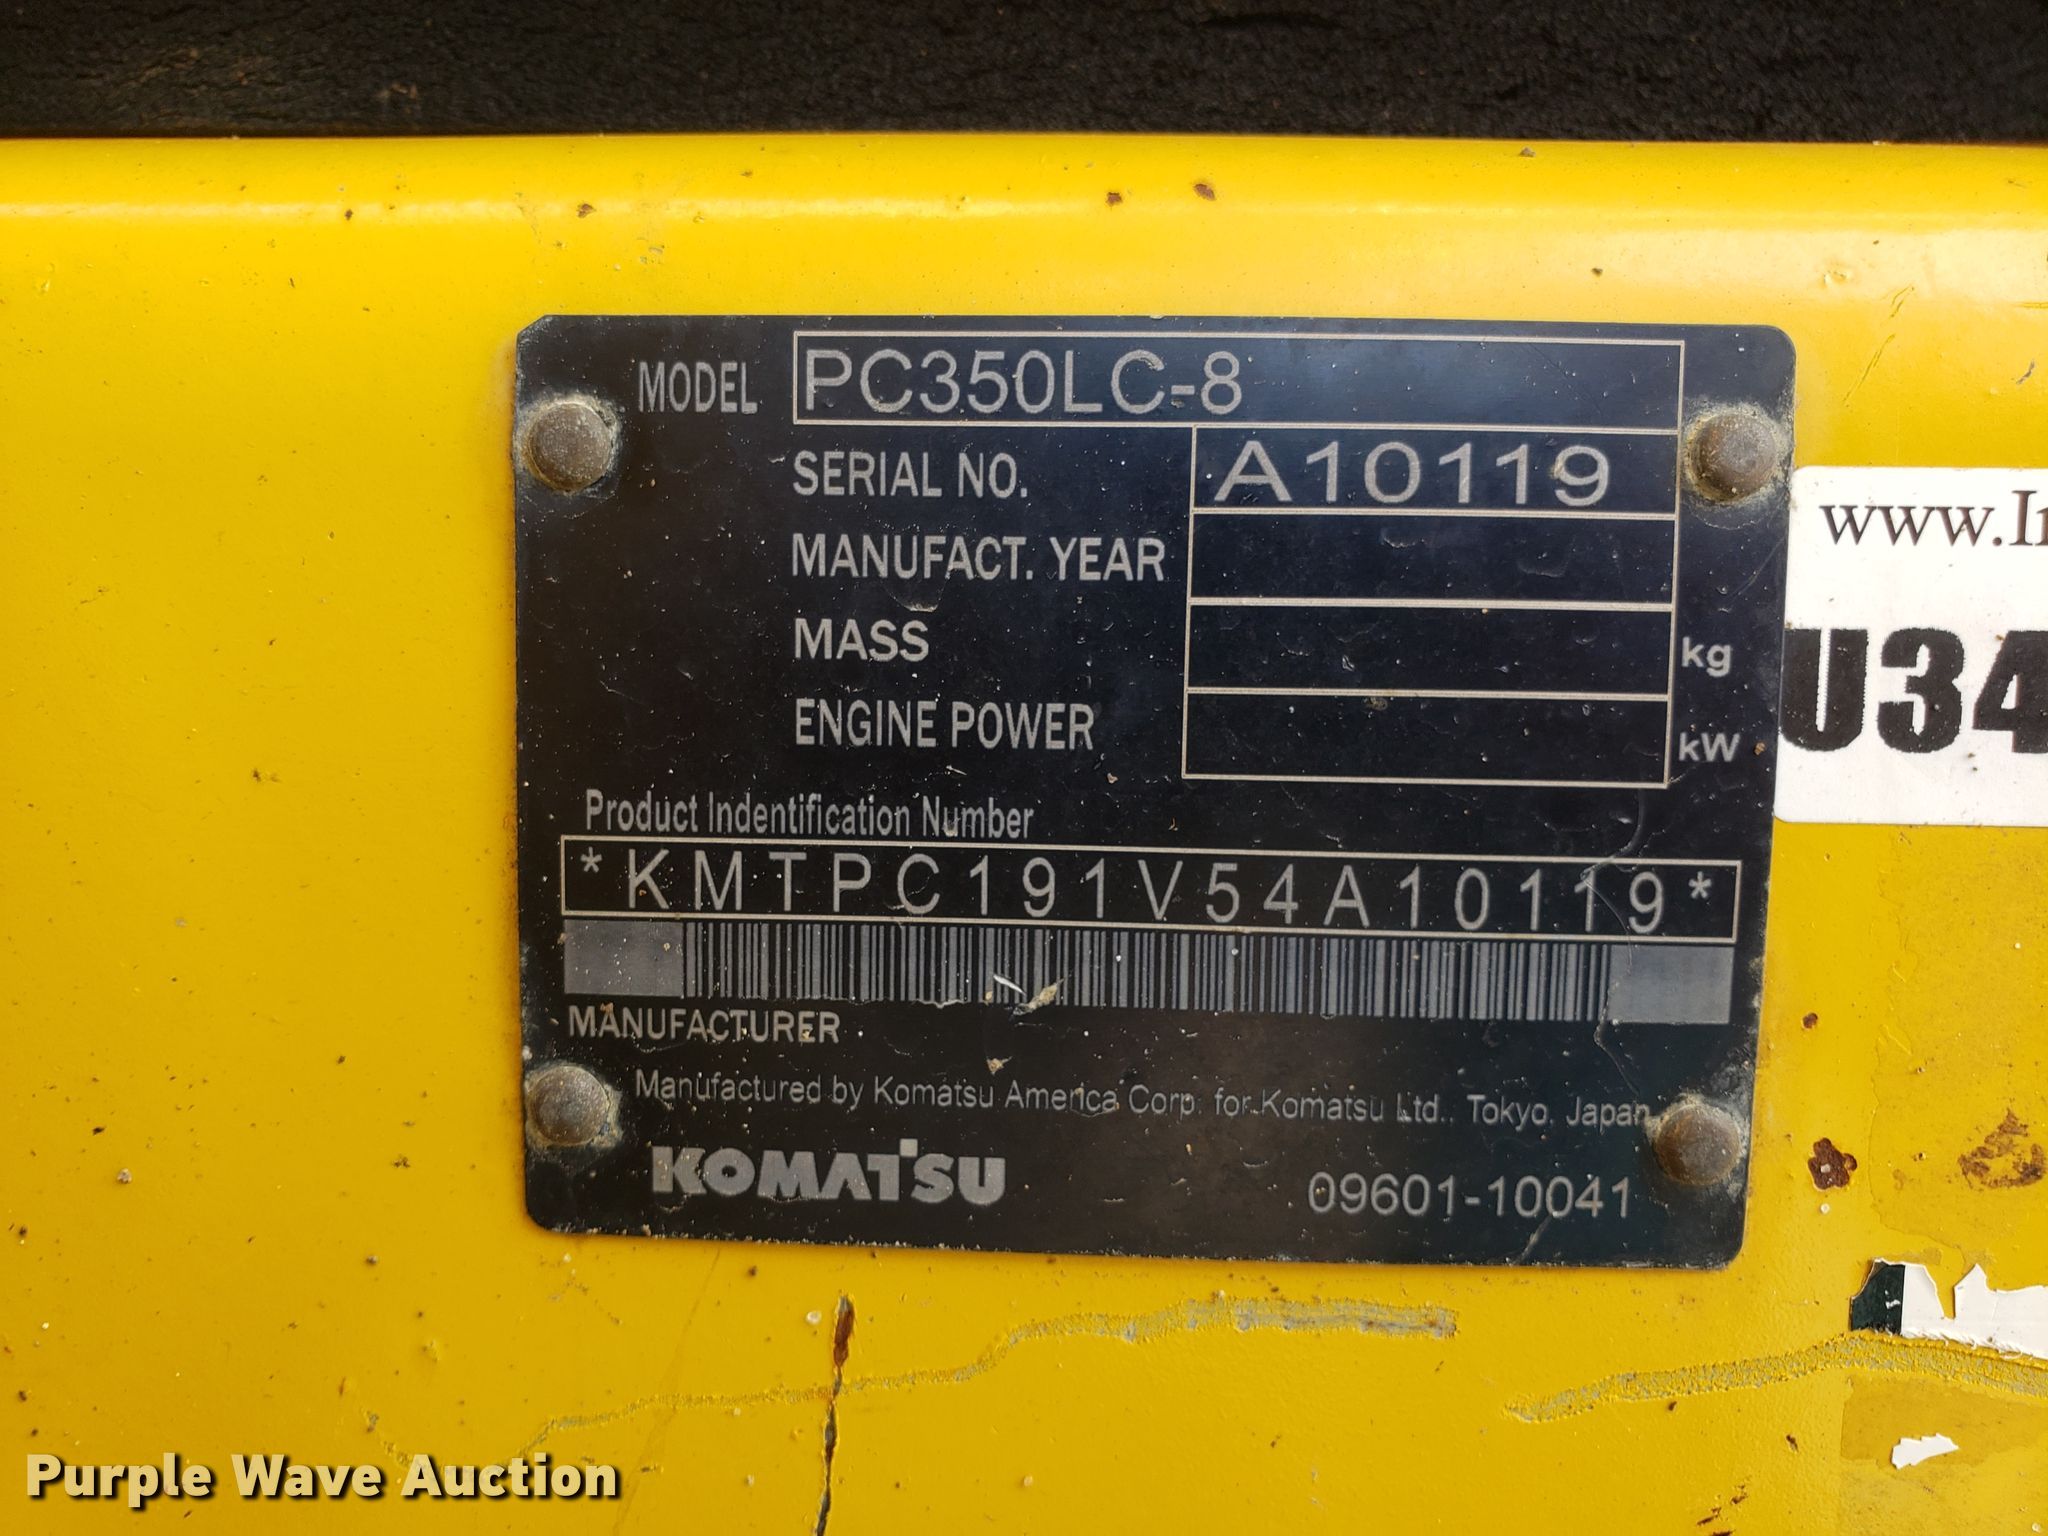 MODEL PC350LC-8
SERIAL NO. A10119
MANUFACT. YEAR
MASS kg
ENGINE POWER kW
Product Indentification Number
*KMTPC191V54A10119*
MANUFACTURER
Manufactured by Komatsu America Corp. for Komatsu Ltd., Tokyo, Japan
KOMATSU 09601-10041
www.
U34
Purple Wave Auction